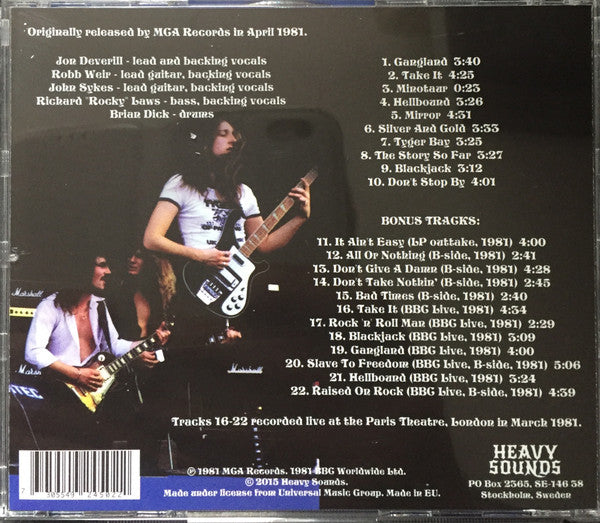 Originally released by MCA Records in April 1981.
Jon Deverill - lead and backing vocals
Robb Weir - lead guitar, backing vocals
John Sykes - lead guitar, backing vocals
Richard "Rocky" Laws - bass, backing vocals
Brian Dick - drums
1. Gangland 3:40
2. Take It 4:25
3. Minotaur 0:23
4. Hellbound 3:26
5. Mirror 4:31
6. Silver And Gold 3:33
7. Tyger Bay 3:25
8. The Story So Far 3:27
9. Blackjack 3:12
10. Don't Stop By 4:01
BONUS TRACKS:
11. It Ain't Easy (LP outtake, 1981) 4:00
12. All Or Nothing (B-side, 1981) 2:41
13. Don't Give A Damn (B-side, 1981) 4:28
14. Don't Take Nothin' (B-side, 1981) 2:45
15. Bad Times (B-side, 1981) 2:40
16. Take It (BBC Live, 1981) 4:34
17. Rock 'n' Roll Man (BBC Live, 1981) 2:29
18. Blackjack (BBC Live, 1981) 3:09
19. Gangland (BBC Live, 1981) 4:00
20. Slave To Freedom (BBC Live, B-side, 1981) 5:06
21. Hellbound (BBC Live, 1981) 3:24
22. Raised On Rock (BBC Live, B-side, 1981) 4:39
Marshall
Marshall
Tracks 16-22 recorded live at the Paris Theatre, London in March 1981.
7 305549 245022
℗ 1981 MCA Records. 1981 BBC Worldwide Ltd.
© 2015 Heavy Sounds.
Made under license from Universal Music Group. Made in EU.
HEAVY
SOUNDS
PO Box 2365, SE-146 38
Stockholm, Sweden